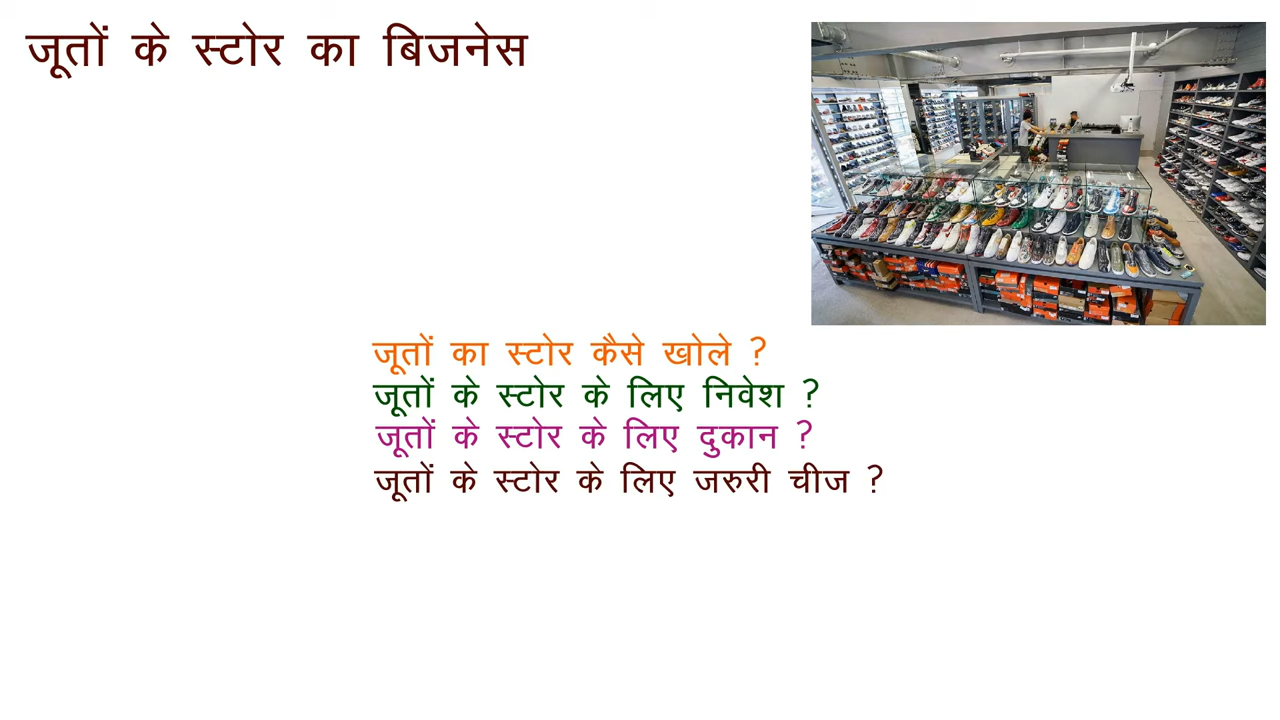 जूतों के स्टोर का बिजनेस
जूतों का स्टोर कैसे खोले ?
जूतों के स्टोर के लिए निवेश ?
जूतों के स्टोर के लिए दुकान ?
जूतों के स्टोर के लिए जरुरी चीज ?